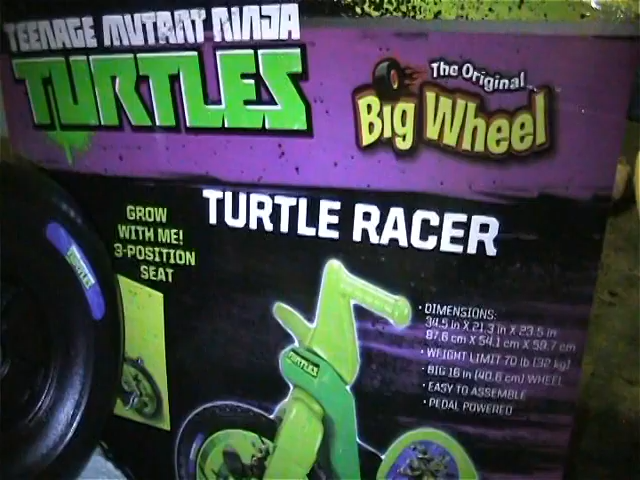 TEENAGE MUTANT NINJA
TURTLES
The Original
Big Wheel
TURTLE RACER
GROW
WITH ME!
3-POSITION
SEAT
TURTLES
TURTLES
• DIMENSIONS:
34.5 in X 21.3 in X 23.5 in
87.6 cm X 54.1 cm X 59.7 cm
• WEIGHT LIMIT 70 lb (32 kg)
• BIG 16 in (40.6 cm) WHEEL
• EASY TO ASSEMBLE
• PEDAL POWERED